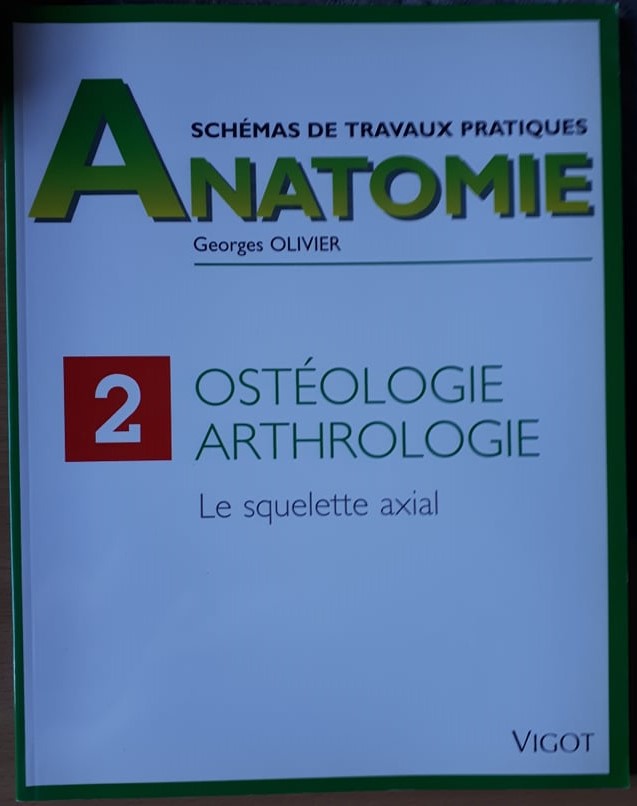 SCHÉMAS DE TRAVAUX PRATIQUES
ANATOMIE
Georges OLIVIER
2
OSTÉOLOGIE
ARTHROLOGIE
Le squelette axial
VIGOT